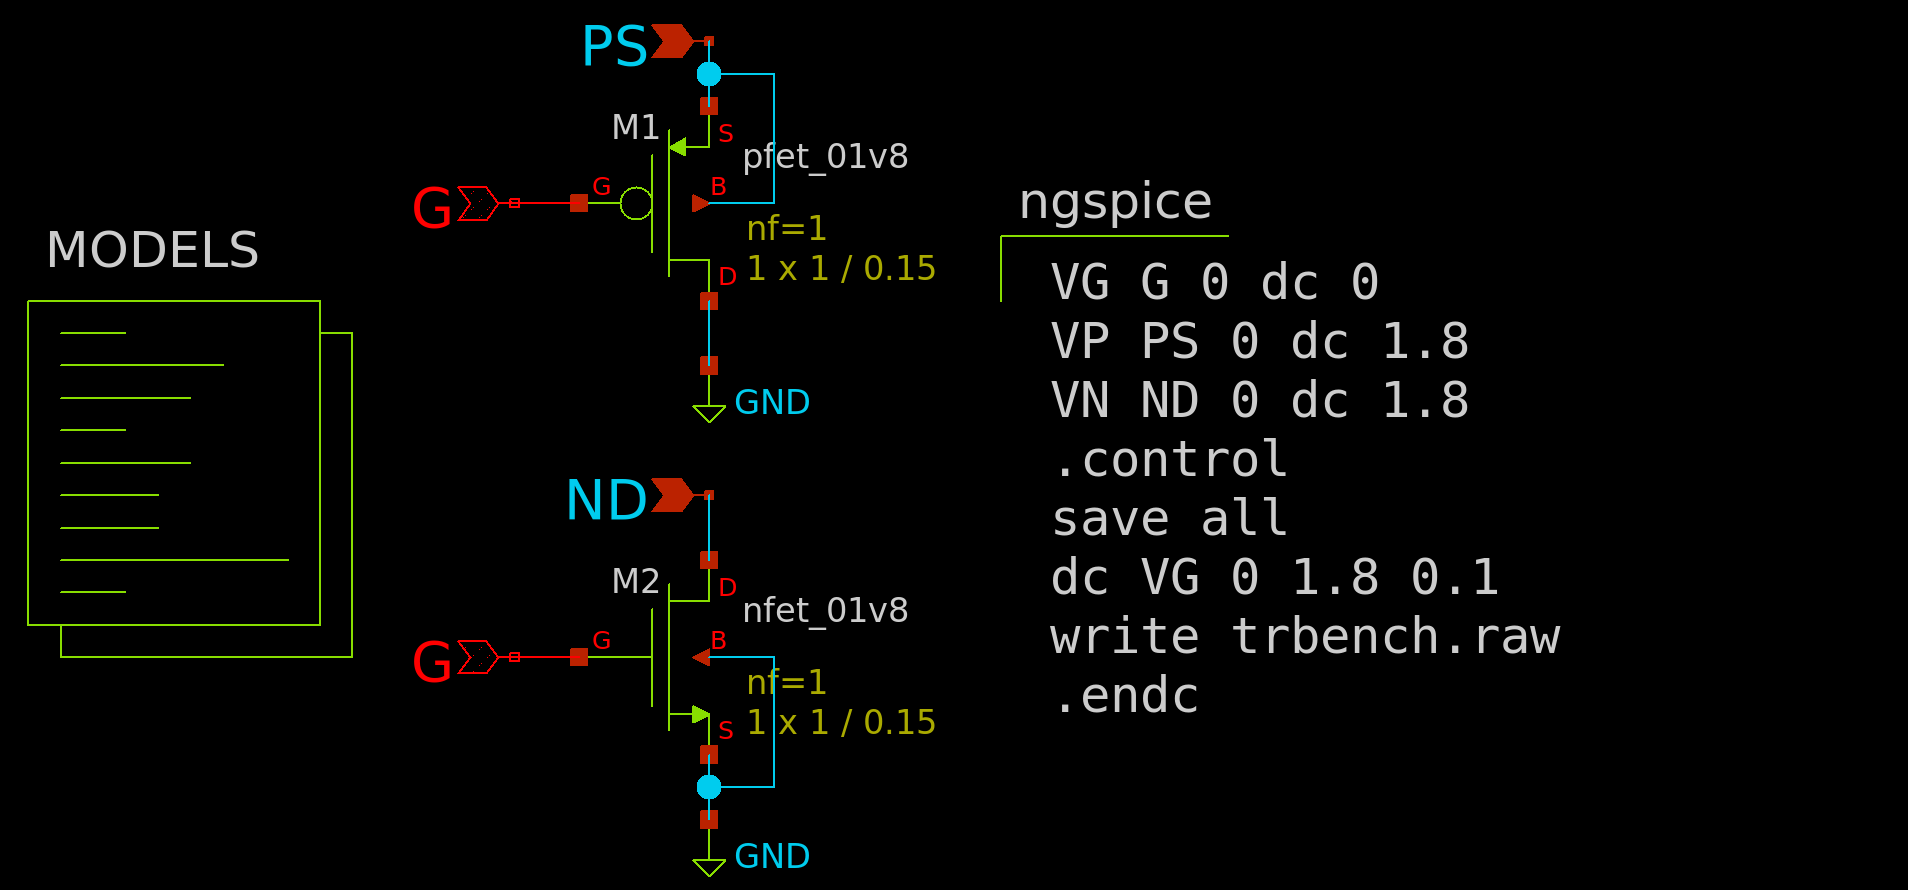 MODELS
PS
M1
S
pfet_01v8
G
G
B
nf=1
1 x 1 / 0.15
D
GND
ND
M2
D
nfet_01v8
G
G
B
nf=1
1 x 1 / 0.15
S
GND
ngspice
VG G 0 dc 0
VP PS 0 dc 1.8
VN ND 0 dc 1.8
.control
save all
dc VG 0 1.8 0.1
write trbench.raw
.endc